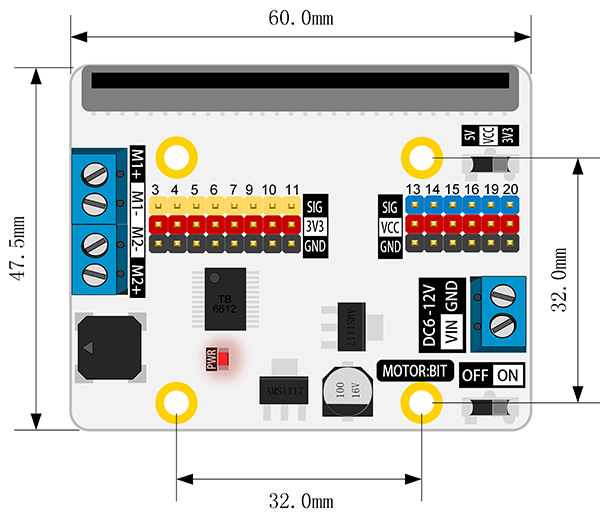 60.0mm
47.5mm
5V
VCC
3V3
M1+
M1-
M2-
M2+
3 4 5 6 7 9 10 11
SIG
3V3
GND
13 14 15 16 19 20
SIG
VCC
GND
32.0mm
DC6 -12V
VIN GND
TB
6612
AMS1117
PWR
MOTOR:BIT
OFF ON
AMS1117
100
16V
32.0mm